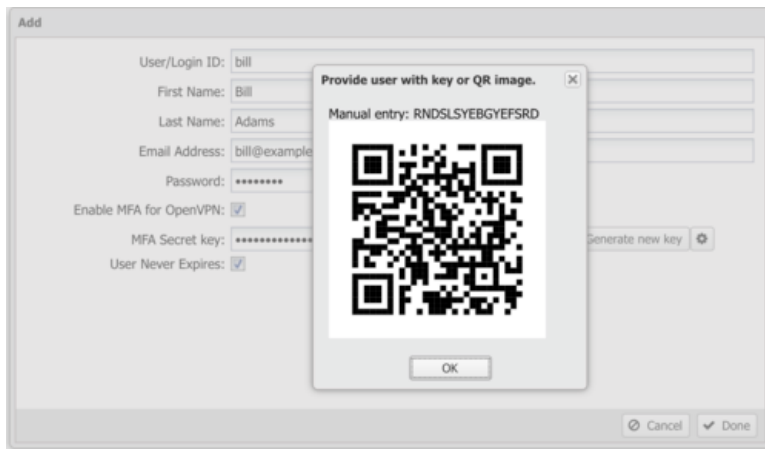 Add
User/Login ID: bill
First Name: Bill
Last Name: Adams
Email Address: bill@example
Password: ••••••••
Enable MFA for OpenVPN:
MFA Secret key: ••••••••••••••
Generate new key
User Never Expires:
Provide user with key or QR image.
Manual entry: RNDSLSYEBGYEFSRD
OK
Cancel
Done